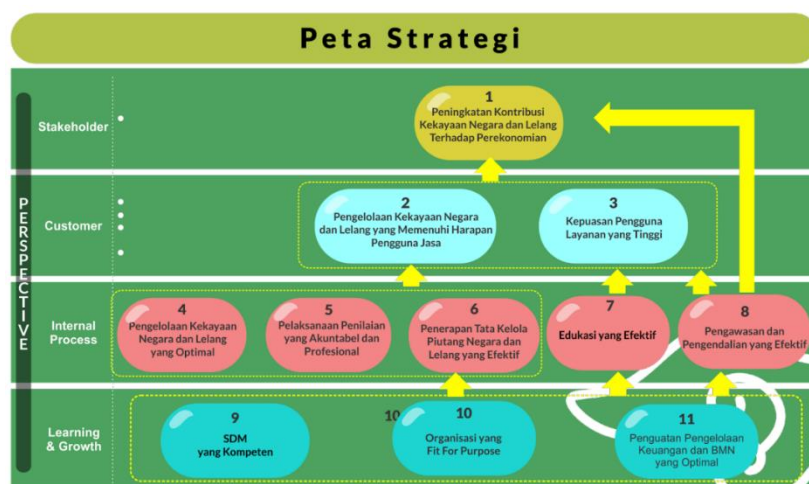 Peta Strategi
PERSPECTIVE
Stakeholder
1
Peningkatan Kontribusi
Kekayaan Negara dan Lelang
Terhadap Perekonomian
Customer
2
Pengelolaan Kekayaan Negara
dan Lelang yang Memenuhi Harapan
Pengguna Jasa
3
Kepuasan Pengguna
Layanan yang Tinggi
Internal
Process
4
Pengelolaan Kekayaan
Negara dan Lelang
yang Optimal
5
Pelaksanaan Penilaian
yang Akuntabel dan
Profesional
6
Penerapan Tata Kelola
Piutang Negara dan
Lelang yang Efektif
7
Edukasi yang Efektif
8
Pengawasan dan
Pengendalian yang Efektif
Learning
& Growth
9
SDM
yang Kompeten
10
10
Organisasi yang
Fit For Purpose
11
Penguatan Pengelolaan
Keuangan dan BMN
yang Optimal